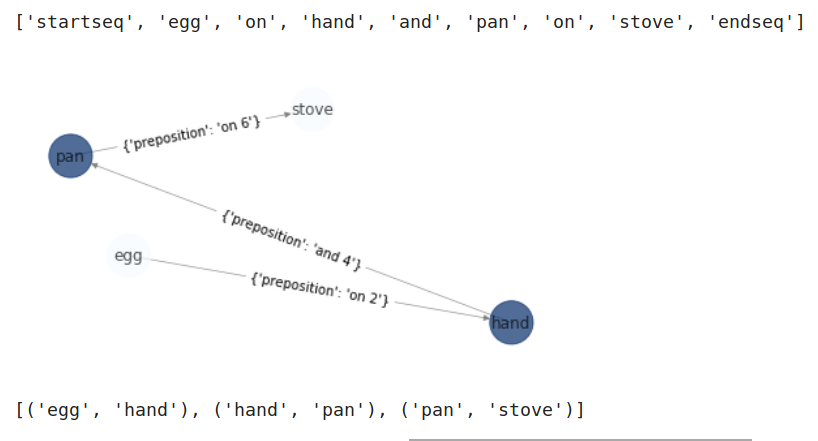 ['startseq', 'egg', 'on', 'hand', 'and', 'pan', 'on', 'stove', 'endseq']
stove
{'preposition': 'on 6'}
pan
{'preposition': 'and 4'}
egg
{'preposition': 'on 2'}
hand
[('egg', 'hand'), ('hand', 'pan'), ('pan', 'stove')]